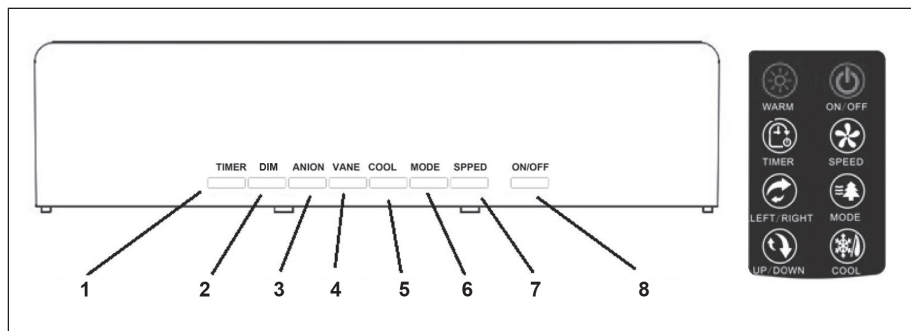 TIMER DIM ANION VANE COOL MODE SPPED ON/OFF
1 2 3 4 5 6 7 8
WARM ON/OFF
TIMER SPEED
LEFT/RIGHT MODE
UP/DOWN COOL